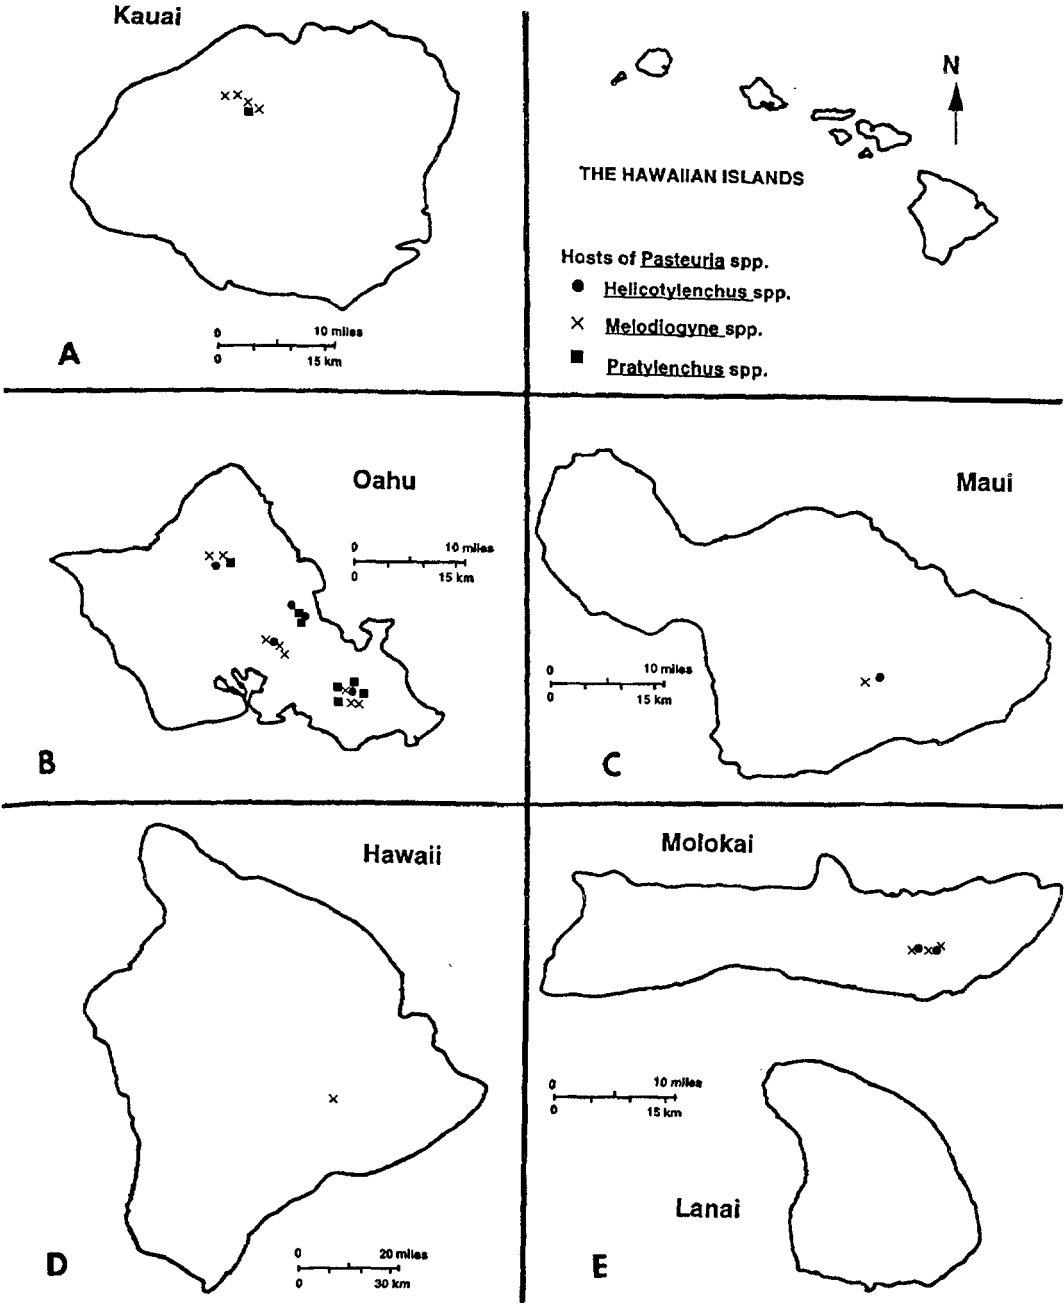 Kauai
0 10 miles
0 15 km
A
N
THE HAWAIIAN ISLANDS
Hosts of Pasteuria spp.
Helicotylenchus spp.
Melodiogyne spp.
Pratylenchus spp.
Oahu
0 10 miles
0 15 km
B
Maui
0 10 miles
0 15 km
C
Hawaii
0 20 miles
0 30 km
D
Molokai
0 10 miles
0 15 km
Lanai
E